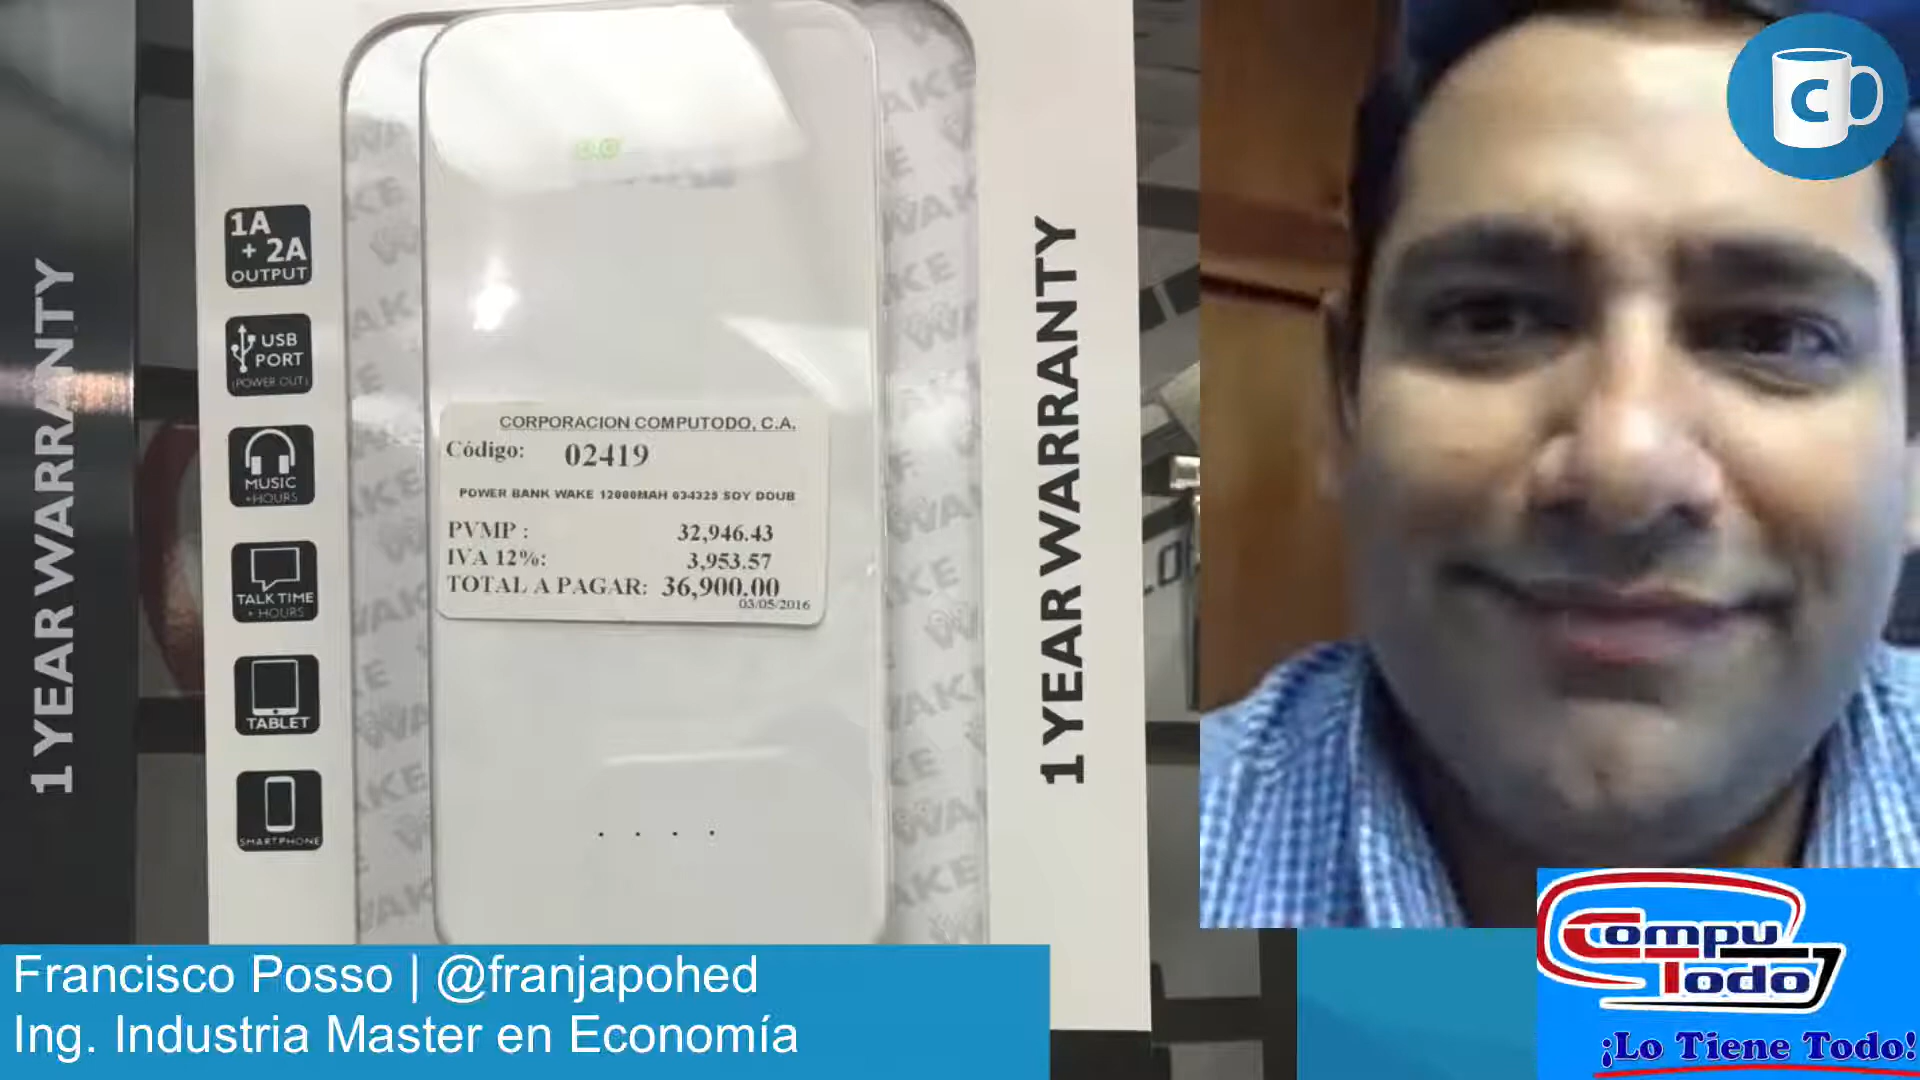 1 YEAR WARRANTY
1A
+ 2A
OUTPUT
USB
PORT
(POWER OUT)
MUSIC
+HOURS
TALK TIME
+ HOURS
TABLET
SMARTPHONE
WAKE
CORPORACION COMPUTODO, C.A.
Código: 02419
POWER BANK WAKE 12000MAH 034325 SOY DOUB
PVMP : 32,946.43
IVA 12%: 3,953.57
TOTAL A PAGAR: 36,900.00
03/05/2016
1 YEAR WARRANTY
C
Francisco Posso | @franjapohed
Ing. Industria Master en Economía
Compu
Todo
¡Lo Tiene Todo!